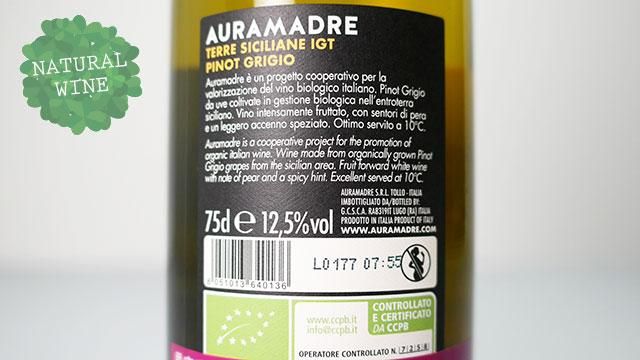 NATURAL
WINE
AURAMADRE
TERRE SICILIANE IGT
PINOT GRIGIO
Auramadre è un progetto cooperativo per la
valorizzazione del vino biologico italiano. Pinot Grigio
da uve coltivate in gestione biologica nell'entroterra
siciliano. Vino intensamente fruttato, con sentori di pera
e un leggero accenno speziato. Ottimo servito a 10°C.
Auramadre is a cooperative project for the promotion of
organic italian wine. Wine made from organically grown Pinot
Grigio grapes from the sicilian area. Fruit forward white wine
with note of pear and a spicy hint. Excellent served at 10°C.
AURAMADRE S.R.L. TOLLO - ITALIA
IMBOTTIGLIATO DA/BOTTLED BY:
G.C.S.C.A. RA8319IT LUGO (RA) ITALIA
PRODOTTO IN ITALIA PRODUCT OF ITALY
WWW.AURAMADRE.COM
75cl e 12,5%vol
L0177 07:55
8051013640136
www.ccpb.it
info@ccpb.it
CONTROLLATO
E CERTIFICATO
DA CCPB
OPERATORE CONTROLLATO N. 7258